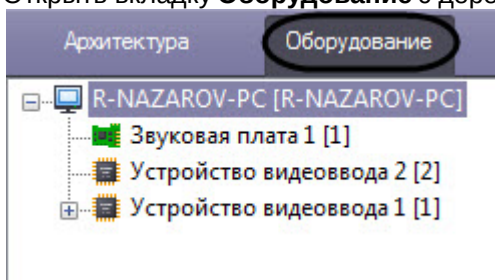 Открыть вкладку Оборудование с
Архитектура Оборудование
R-NAZAROV-PC [R-NAZAROV-PC]
Звуковая плата 1 [1]
Устройство видеоввода 2 [2]
Устройство видеоввода 1 [1]